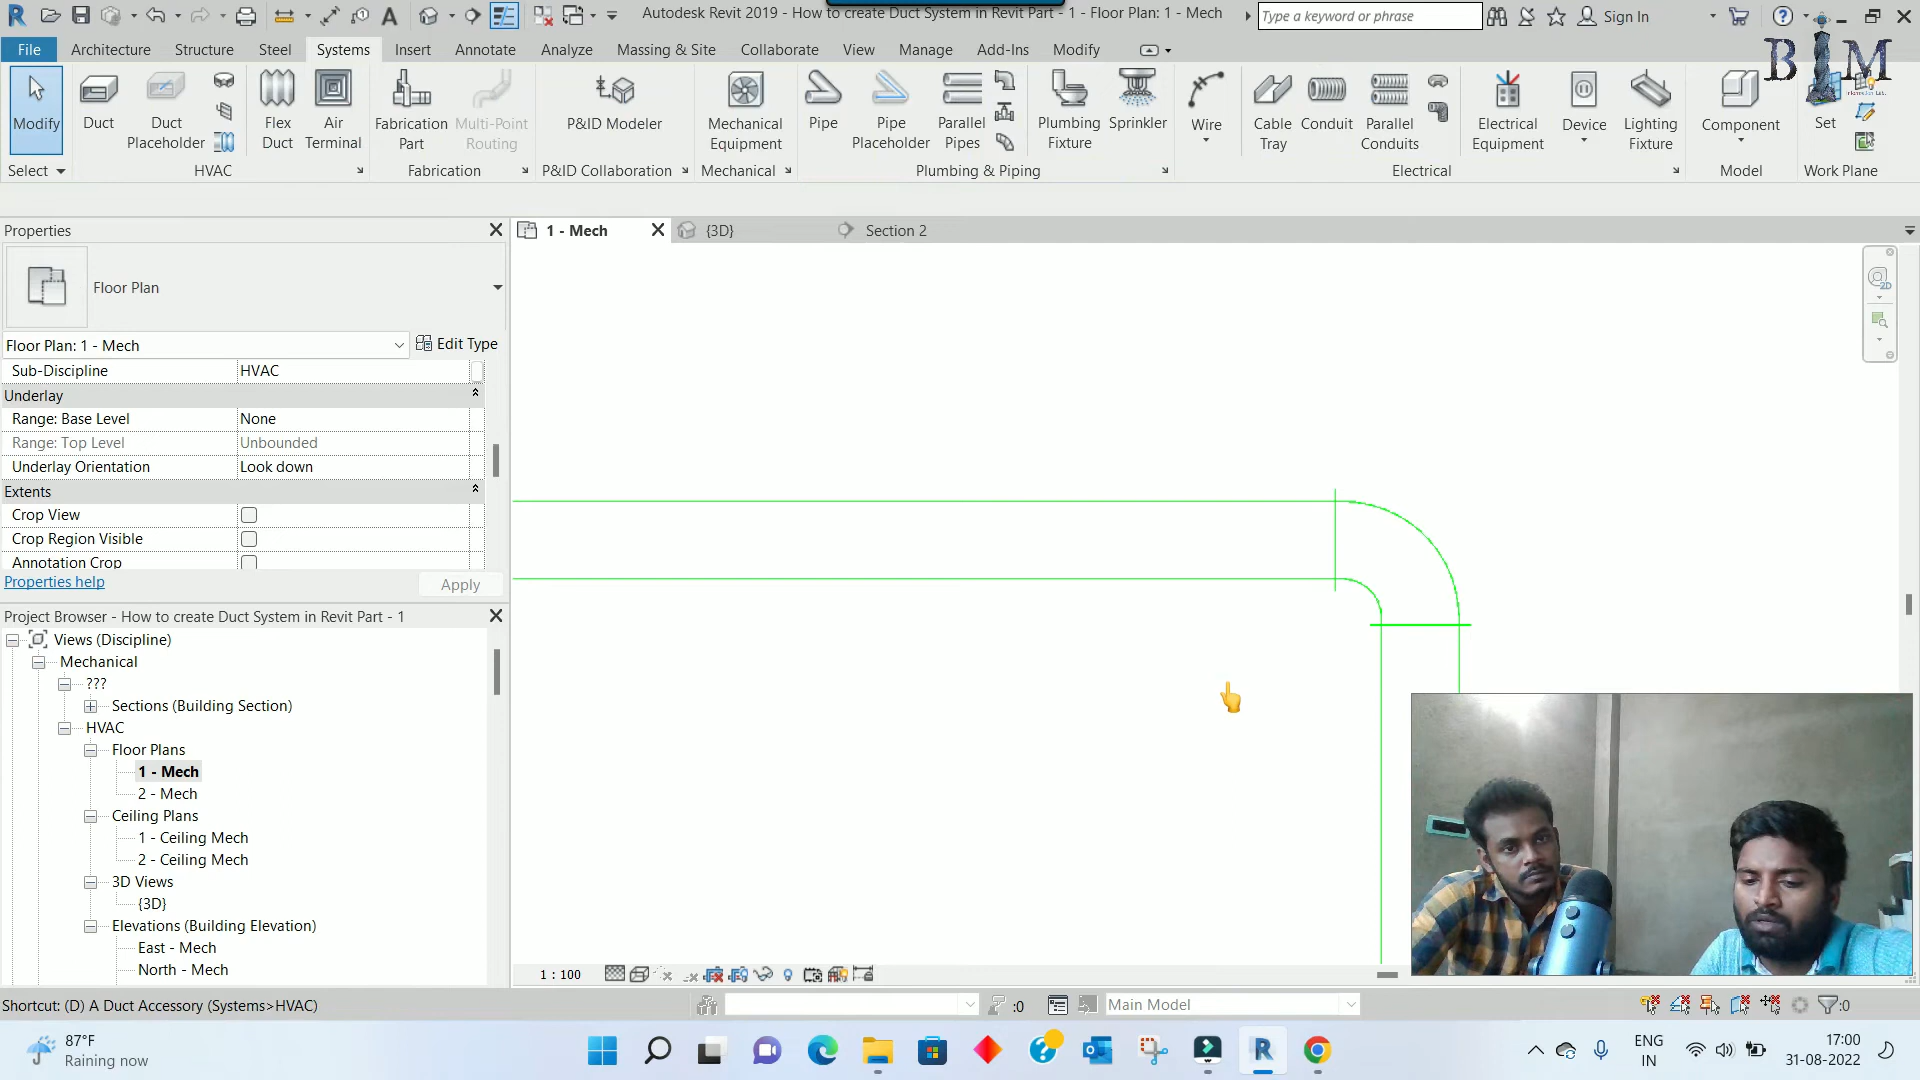 Autodesk Revit 2019 - How to create Duct System in Revit Part - 1 - Floor Plan: 1 - Mech
Type a keyword or phrase
Sign In
File Architecture Structure Steel Systems Insert Annotate Analyze Massing & Site Collaborate View Manage Add-Ins Modify
BIM
Modify
Duct
Duct Placeholder
Flex Duct
Air Terminal
Fabrication Part
Multi-Point Routing
P&ID Modeler
Mechanical Equipment
Pipe
Pipe Placeholder
Parallel Pipes
Plumbing Fixture
Sprinkler
Wire
Cable Tray
Conduit
Parallel Conduits
Electrical Equipment
Device
Lighting Fixture
Component
Set
Select HVAC Fabrication P&ID Collaboration Mechanical Plumbing & Piping Electrical Model Work Plane
Properties
1 - Mech {3D} Section 2
2D
Floor Plan
Floor Plan: 1 - Mech Edit Type
Sub-Discipline HVAC
Underlay
Range: Base Level None
Range: Top Level Unbounded
Underlay Orientation Look down
Extents
Crop View
Crop Region Visible
Annotation Crop
Properties help Apply
Project Browser - How to create Duct System in Revit Part - 1
Views (Discipline)
Mechanical
???
Sections (Building Section)
HVAC
Floor Plans
1 - Mech
2 - Mech
Ceiling Plans
1 - Ceiling Mech
2 - Ceiling Mech
3D Views
{3D}
Elevations (Building Elevation)
East - Mech
North - Mech
1 : 100
Shortcut: (D) A Duct Accessory (Systems>HVAC)
:0
Main Model
:0
87°F
Raining now
ENG
IN
17:00
31-08-2022